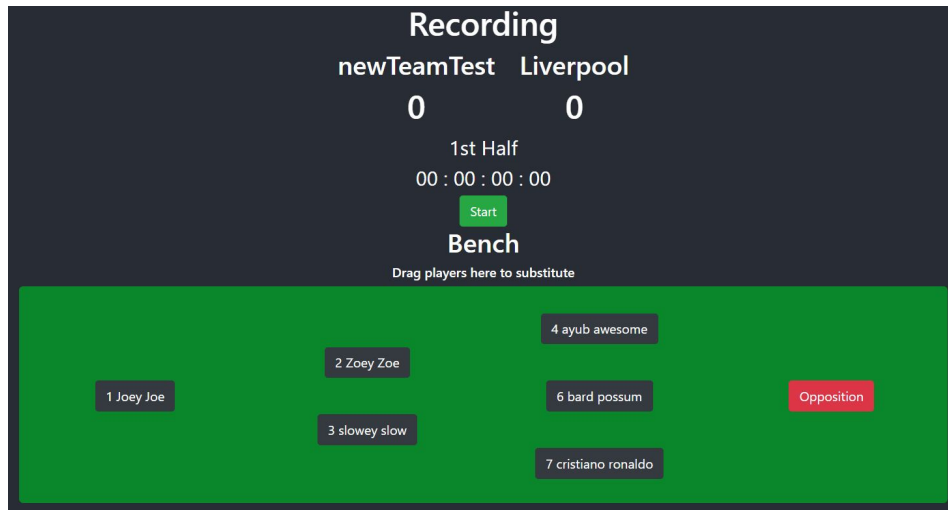 Recording
newTeamTest Liverpool
0 0
1st Half
00 : 00 : 00 : 00
Start
Bench
Drag players here to substitute
4 ayub awesome
2 Zoey Zoe
1 Joey Joe
6 bard possum
Opposition
3 slowey slow
7 cristiano ronaldo